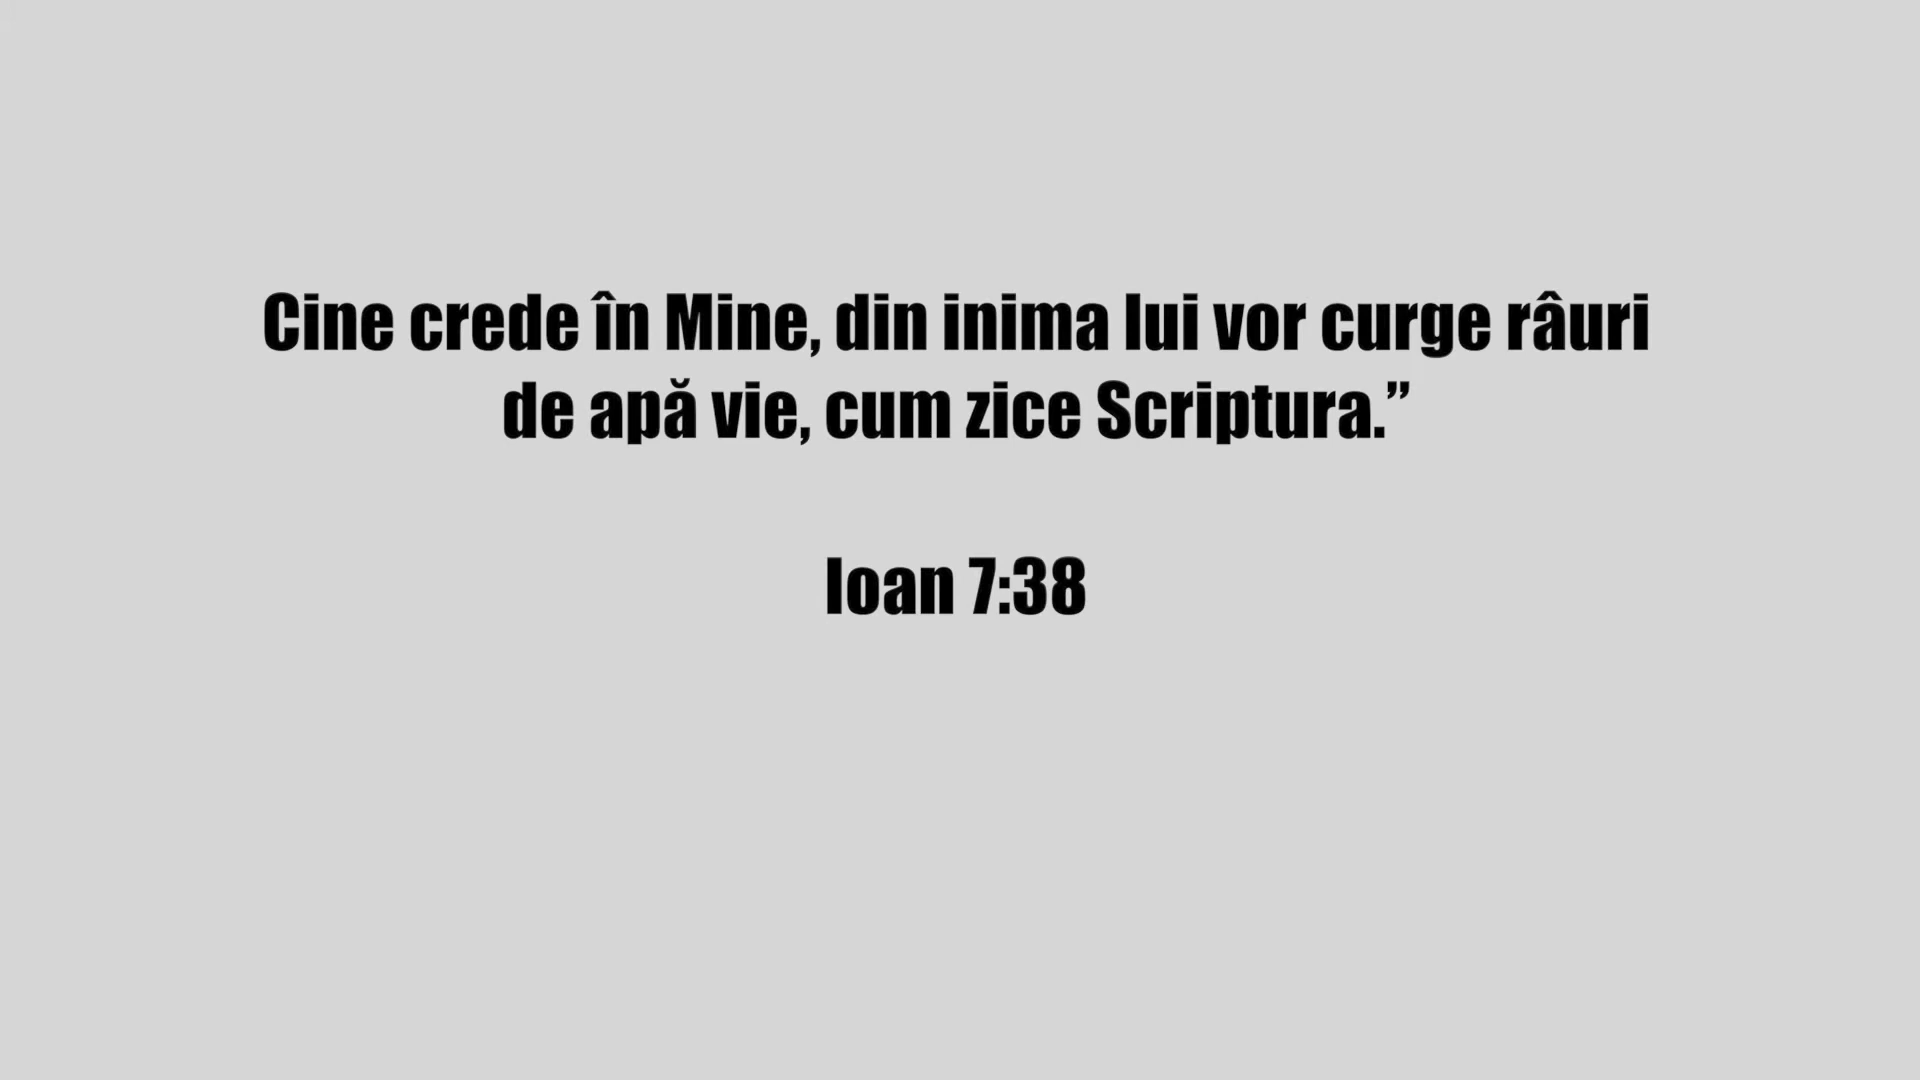 Cine crede în Mine, din inima lui vor curge râuri
de apă vie, cum zice Scriptura.”
Ioan 7:38